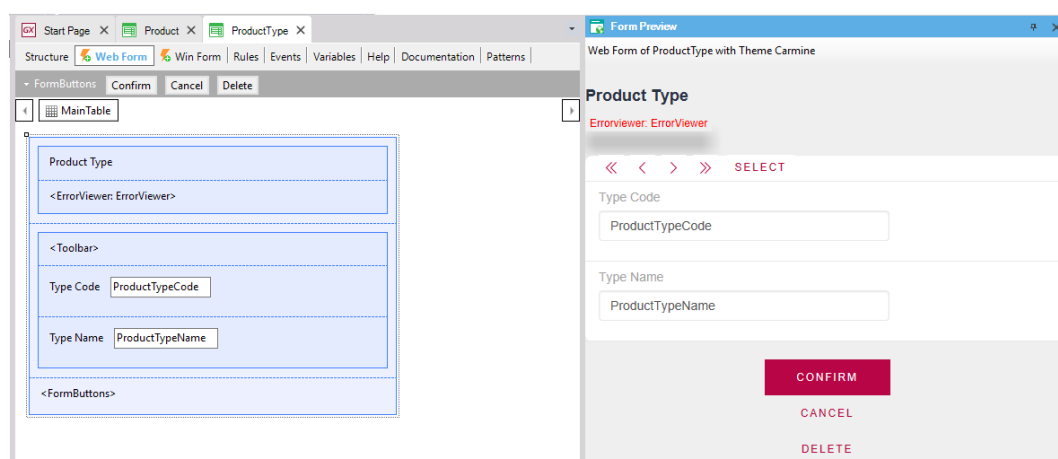 GX Start Page X Product X ProductType X
Structure Web Form Win Form Rules Events Variables Help Documentation Patterns
FormButtons Confirm Cancel Delete
MainTable
Product Type
<ErrorViewer: ErrorViewer>
<Toolbar>
Type Code ProductTypeCode
Type Name ProductTypeName
<FormButtons>
Form Preview
Web Form of ProductType with Theme Carmine
Product Type
Errorviewer: ErrorViewer
SELECT
Type Code
ProductTypeCode
Type Name
ProductTypeName
CONFIRM
CANCEL
DELETE